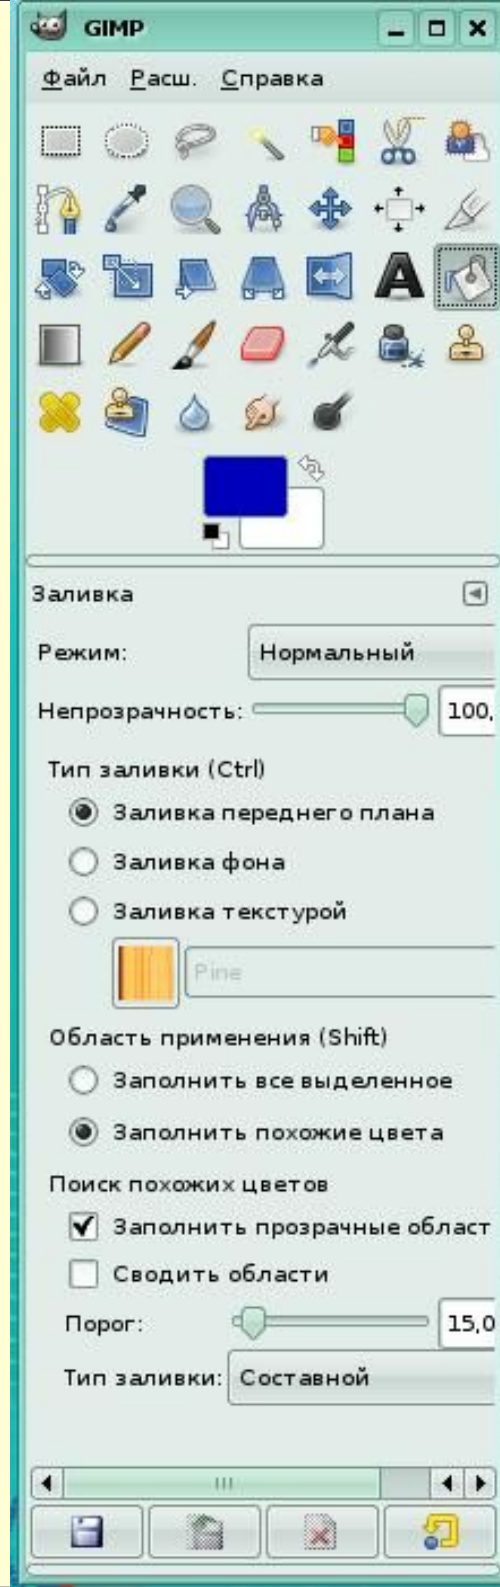 GIMP
Файл Расш. Справка
Заливка
Режим: Нормальный
Непрозрачность: 100,
Тип заливки (Ctrl)
Заливка переднего плана
Заливка фона
Заливка текстурой
Pine
Область применения (Shift)
Заполнить все выделенное
Заполнить похожие цвета
Поиск похожих цветов
Заполнить прозрачные област
Сводить области
Порог: 15,0
Тип заливки: Составной